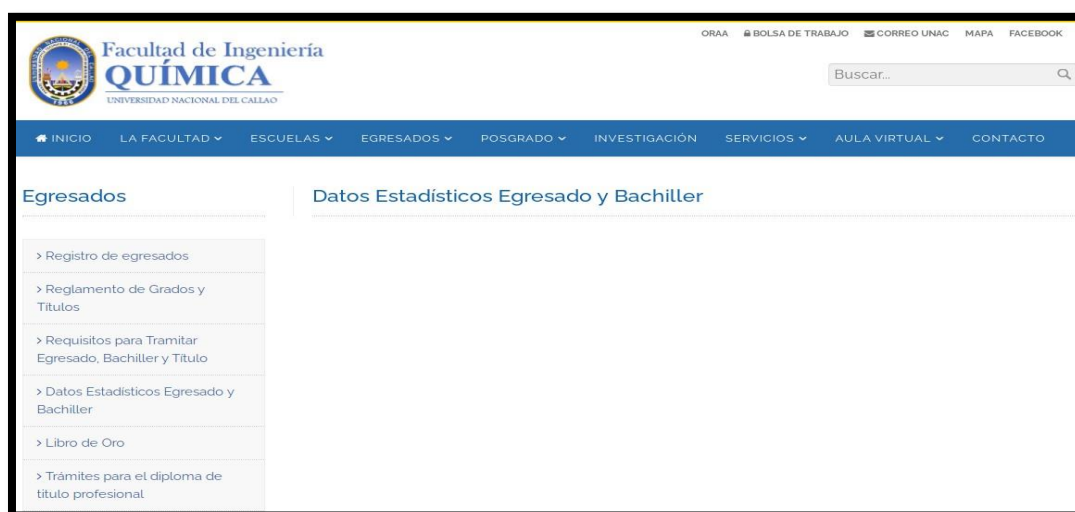 ORAA BOLSA DE TRABAJO CORREO UNAC MAPA FACEBOOK
Facultad de Ingeniería
QUÍMICA
UNIVERSIDAD NACIONAL DEL CALLAO
Buscar...
INICIO LA FACULTAD ESCUELAS EGRESADOS POSGRADO INVESTIGACIÓN SERVICIOS AULA VIRTUAL CONTACTO
Egresados
Datos Estadísticos Egresado y Bachiller
> Registro de egresados
> Reglamento de Grados y
Títulos
> Requisitos para Tramitar
Egresado, Bachiller y Título
> Datos Estadísticos Egresado y
Bachiller
> Libro de Oro
> Trámites para el diploma de
título profesional